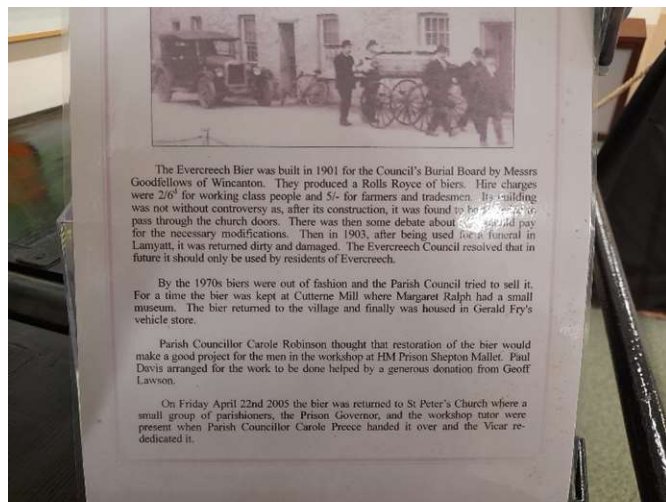 The Evercreech Bier was built in 1901 for the Council's Burial Board by Messrs
Goodfellows of Wincanton. They produced a Rolls Royce of biers. Hire charges
were 2/6d for working class people and 5/- for farmers and tradesmen. Its building
was not without controversy as, after its construction, it was found to be
pass through the church doors. There was then some debate about pay
for the necessary modifications. Then in 1903, after being used for a funeral in
Lamyatt, it was returned dirty and damaged. The Evercreech Council resolved that in
future it should only be used by residents of Evercreech.
By the 1970s biers were out of fashion and the Parish Council tried to sell it.
For a time the bier was kept at Cutterne Mill where Margaret Ralph had a small
museum. The bier returned to the village and finally was housed in Gerald Fry's
vehicle store.
Parish Councillor Carole Robinson thought that restoration of the bier would
make a good project for the men in the workshop at HM Prison Shepton Mallet. Paul
Davis arranged for the work to be done helped by a generous donation from Geoff
Lawson.
On Friday April 22nd 2005 the bier was returned to St Peter's Church where a
small group of parishioners, the Prison Governor, and the workshop tutor were
present when Parish Councillor Carole Preece handed it over and the Vicar re-
dedicated it.